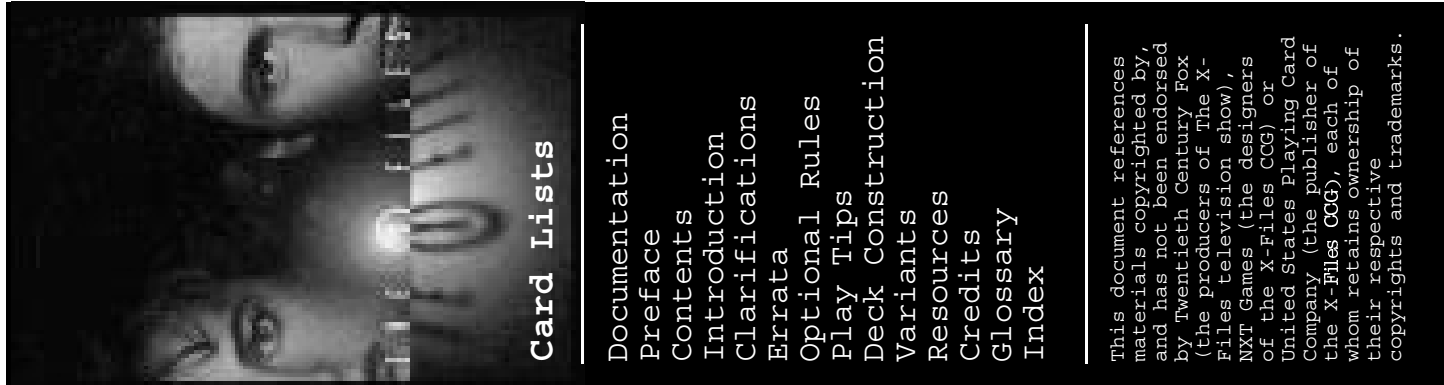 Card Lists
Documentation
Preface
Contents
Introduction
Clarifications
Errata
Optional Rules
Play Tips
Deck Construction
Variants
Resources
Credits
Glossary
Index
This document references
materials copyrighted by,
and has not been endorsed
by Twentieth Century Fox
(the producers of The X-
Files television show),
NXT Games (the designers
of the X-Files CCG) or
United States Playing Card
Company (the publisher of
the X-Files CCG), each of
whom retains ownership of
their respective
copyrights and trademarks.